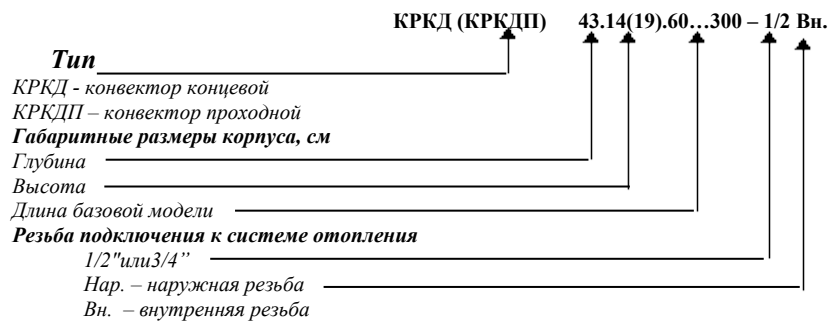 КРКД (КРКДП) 43.14(19).60…300 – 1/2 Вн.
Тип
КРКД - конвектор концевой
КРКДП – конвектор проходной
Габаритные размеры корпуса, см
Глубина
Высота
Длина базовой модели
Резьба подключения к системе отопления
1/2"или3/4”
Нар. – наружная резьба
Вн. – внутренняя резьба